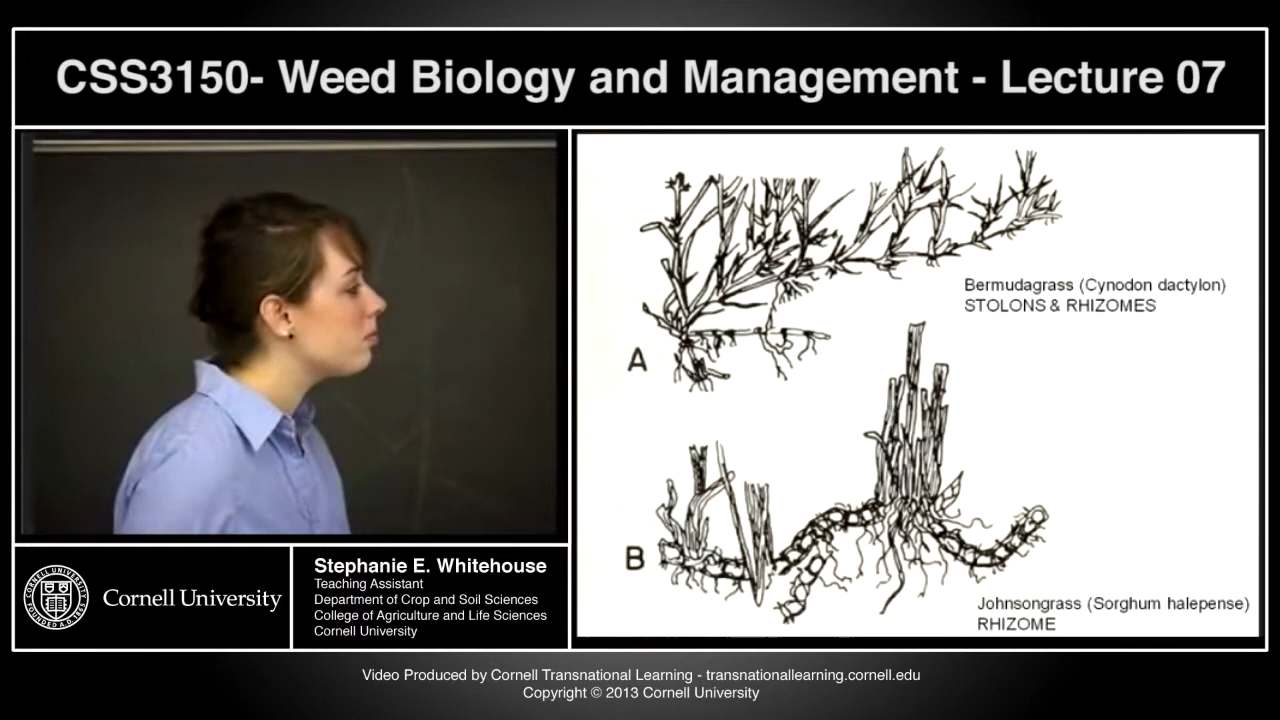 CSS3150- Weed Biology and Management - Lecture 07
Bermudagrass (Cynodon dactylon)
STOLONS & RHIZOMES
A
B
Johnsongrass (Sorghum halepense)
RHIZOME
Cornell University
Stephanie E. Whitehouse
Teaching Assistant
Department of Crop and Soil Sciences
College of Agriculture and Life Sciences
Cornell University
Video Produced by Cornell Transnational Learning - transnationallearning.cornell.edu
Copyright © 2013 Cornell University